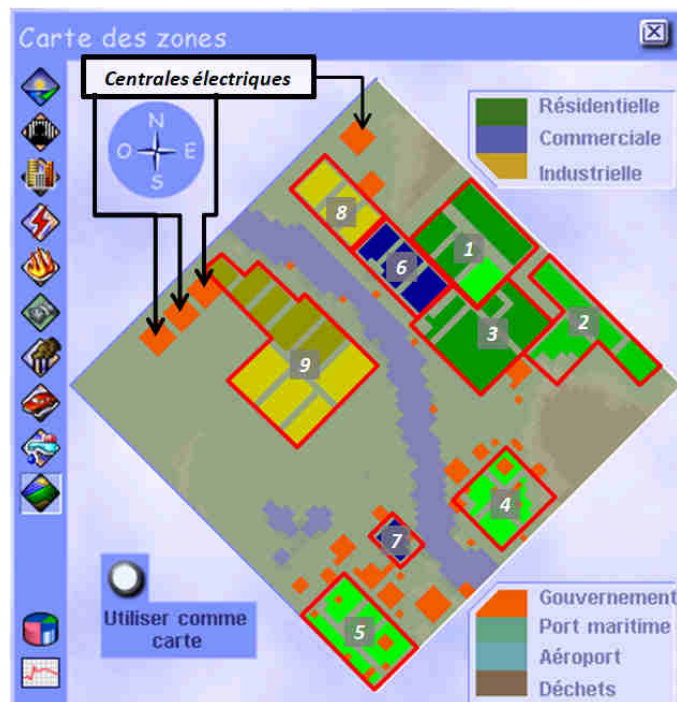 Carte des zones
Centrales électriques
N
O E
S
Résidentielle
Commerciale
Industrielle
8
1
6
2
3
9
4
7
5
Utiliser comme
carte
Gouvernement
Port maritime
Aéroport
Déchets